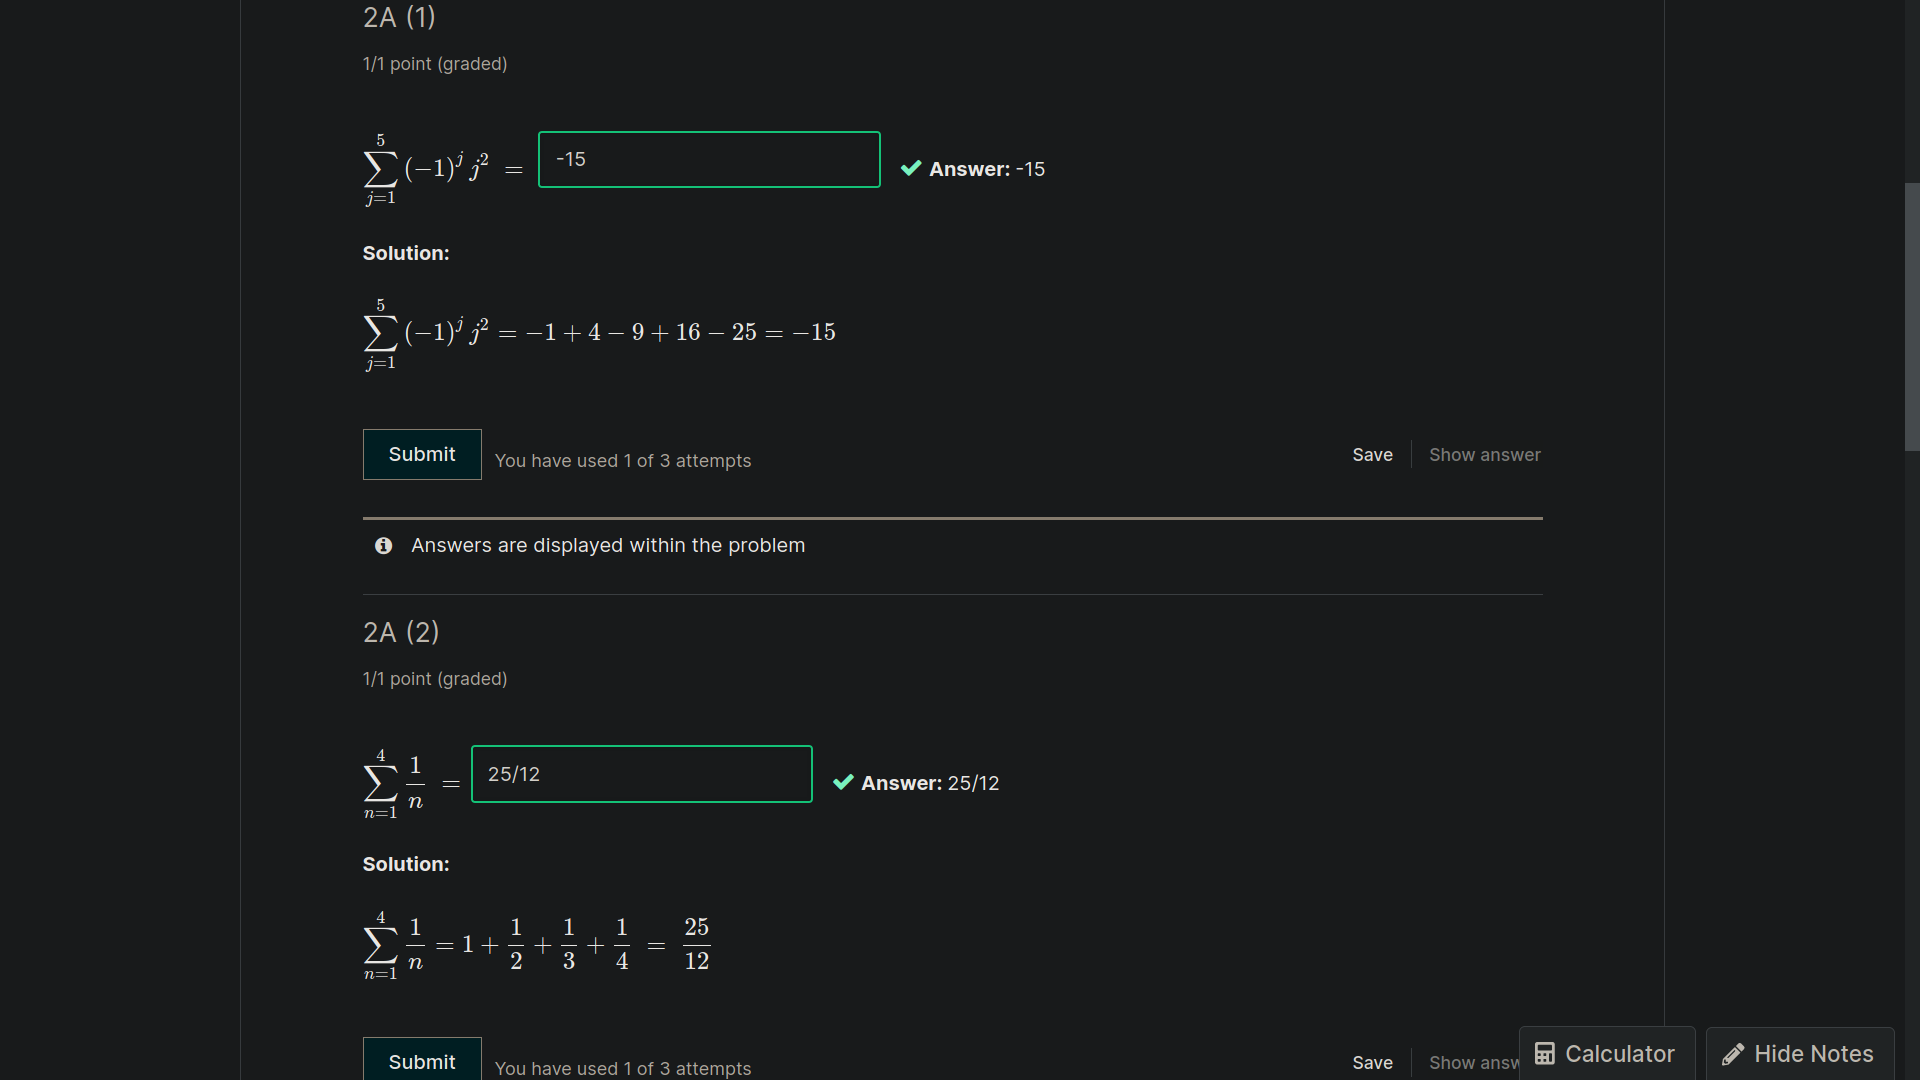 2A (1)
1/1 point (graded)
\sum_{j=1}^{5} (-1)^j j^2 = -15 Answer: -15
Solution:
\sum_{j=1}^{5} (-1)^j j^2 = -1 + 4 - 9 + 16 - 25 = -15
Submit You have used 1 of 3 attempts Save Show answer
Answers are displayed within the problem
2A (2)
1/1 point (graded)
\sum_{n=1}^{4} \frac{1}{n} = 25/12 Answer: 25/12
Solution:
\sum_{n=1}^{4} \frac{1}{n} = 1 + \frac{1}{2} + \frac{1}{3} + \frac{1}{4} = \frac{25}{12}
Submit You have used 1 of 3 attempts Save Show answ
Calculator Hide Notes